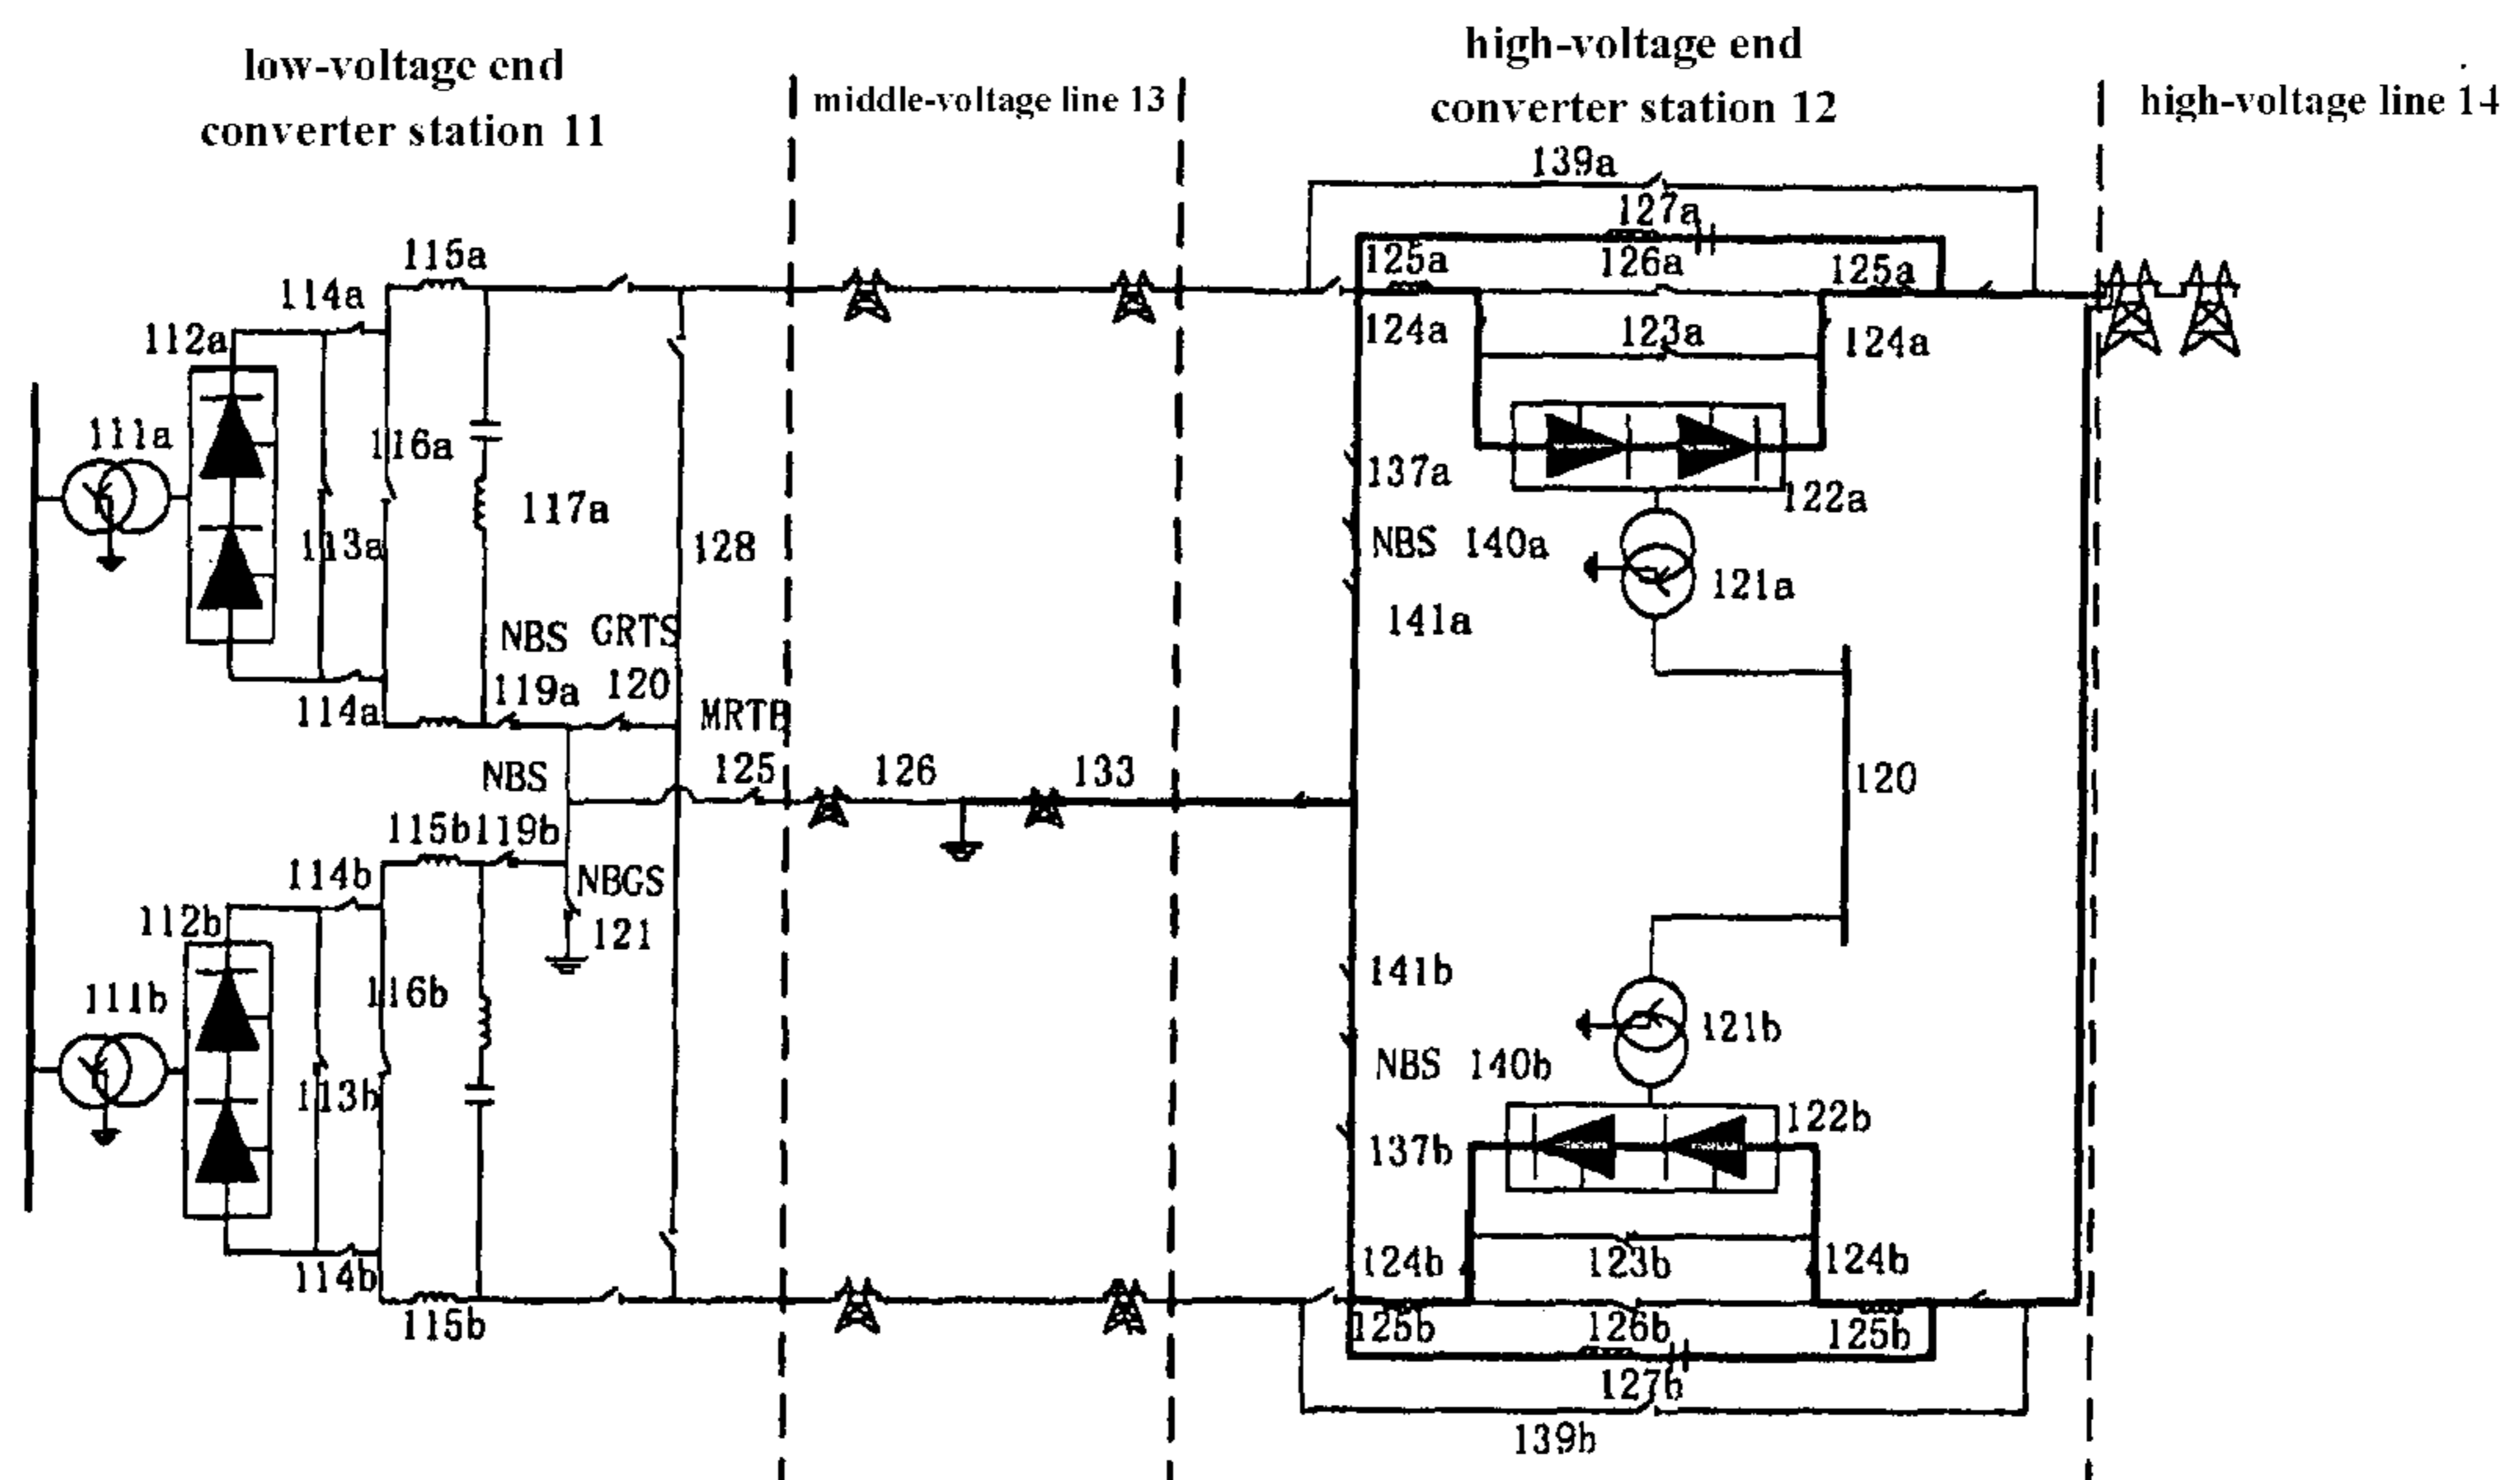 low-voltage end
converter station 11
middle-voltage line 13
high-voltage end
converter station 12
high-voltage line 14
139a
127a
115a
125a
126a
125a
114a
112a
124a
123a
124a
111a
116a
137a
122a
117a
113a
128
NBS 140a
121a
141a
NBS
GRTS
119a
120
114a
MRTB
NBS
125
126
133
120
115b
119b
114b
NBGS
112b
121
141b
111b
116b
121b
NBS 140b
113b
122b
137b
124b
123b
124b
114b
115b
125b
126b
125b
127b
139b